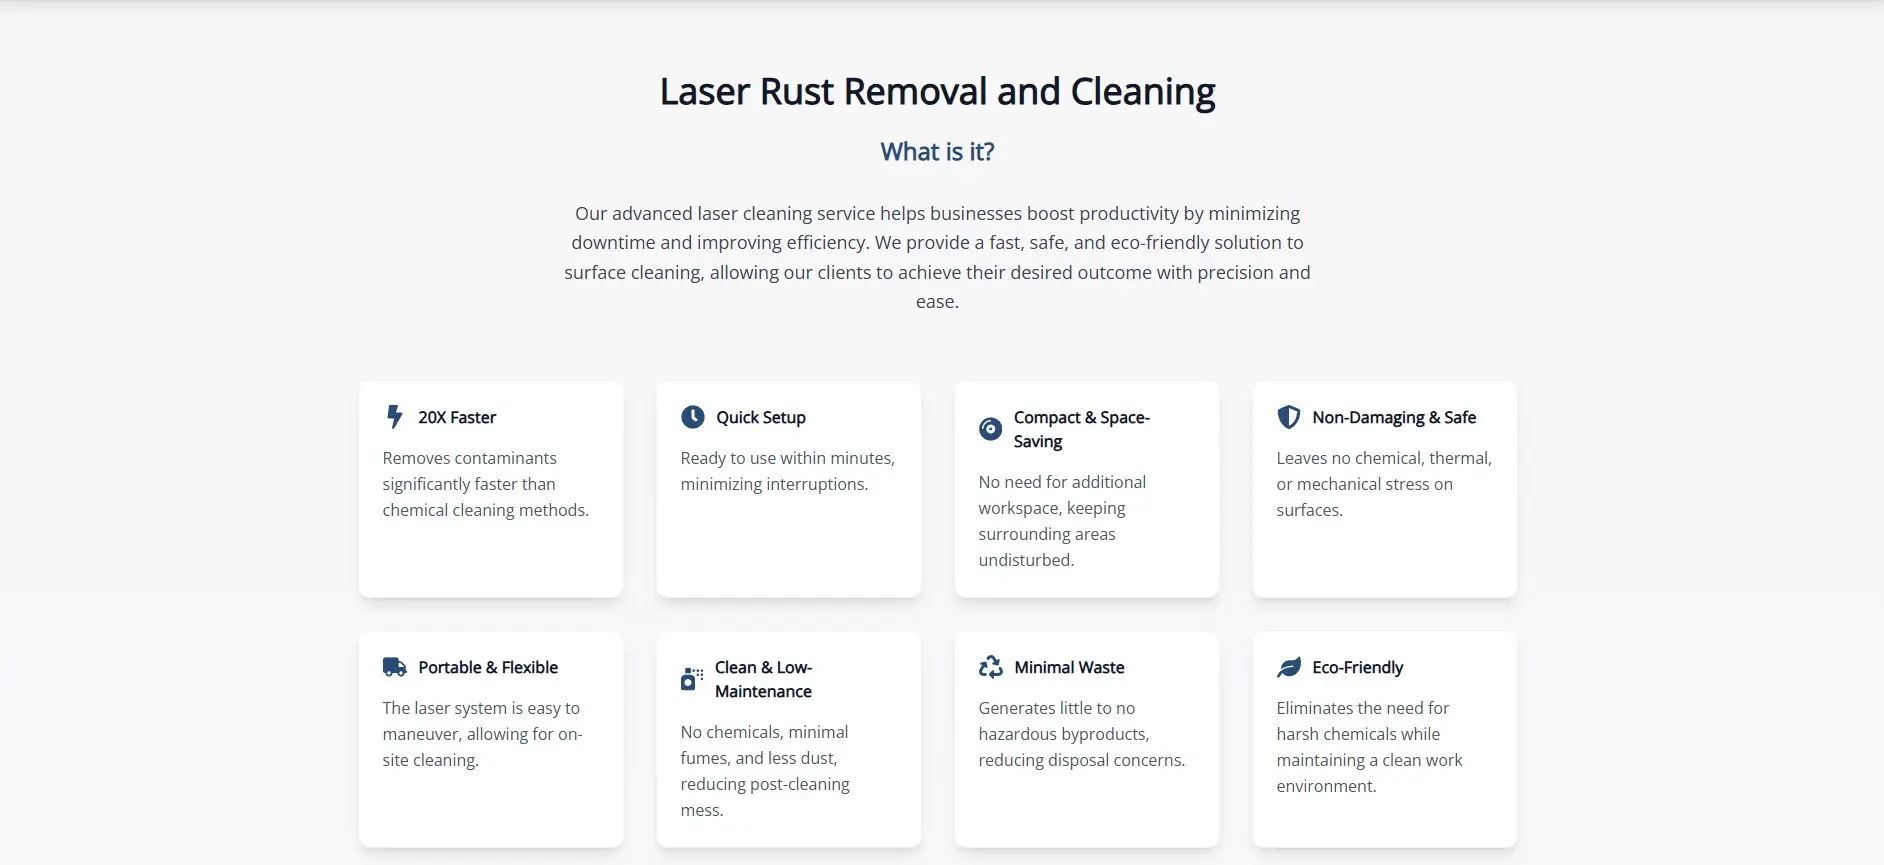 Laser Rust Removal and Cleaning
What is it?
Our advanced laser cleaning service helps businesses boost productivity by minimizing
downtime and improving efficiency. We provide a fast, safe, and eco-friendly solution to
surface cleaning, allowing our clients to achieve their desired outcome with precision and
ease.
20X Faster
Removes contaminants
significantly faster than
chemical cleaning methods.
Quick Setup
Ready to use within minutes,
minimizing interruptions.
Compact & Space-
Saving
No need for additional
workspace, keeping
surrounding areas
undisturbed.
Non-Damaging & Safe
Leaves no chemical, thermal,
or mechanical stress on
surfaces.
Portable & Flexible
The laser system is easy to
maneuver, allowing for on-
site cleaning.
Clean & Low-
Maintenance
No chemicals, minimal
fumes, and less dust,
reducing post-cleaning
mess.
Minimal Waste
Generates little to no
hazardous byproducts,
reducing disposal concerns.
Eco-Friendly
Eliminates the need for
harsh chemicals while
maintaining a clean work
environment.